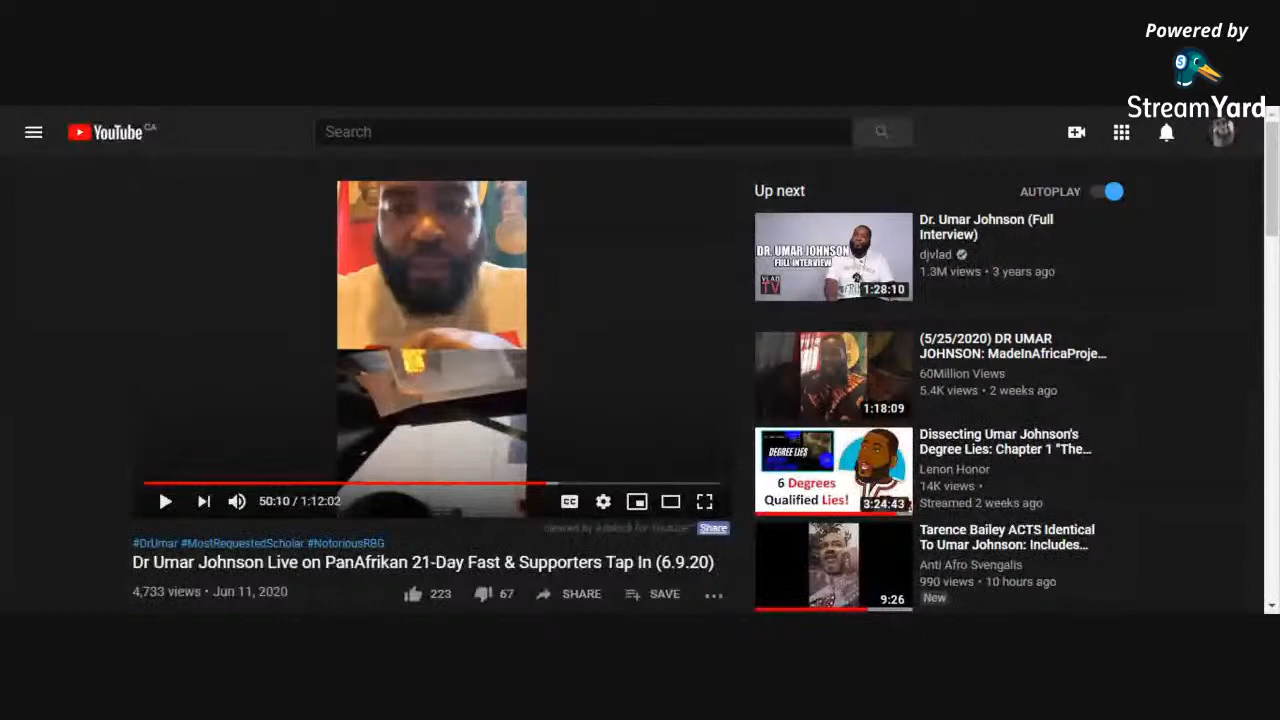 Powered by
StreamYard
YouTube CA
Search
Up next
AUTOPLAY
DR. UMAR JOHNSON
FULL INTERVIEW
VLAD
TV
1:28:10
Dr. Umar Johnson (Full
Interview)
djvlad
1.3M views • 3 years ago
1:18:09
(5/25/2020) DR UMAR
JOHNSON: MadeInAfricaProje...
60Million Views
5.4K views • 2 weeks ago
DEGREE LIES
6 Degrees
Qualified Lies!
3:24:43
Dissecting Umar Johnson's
Degree Lies: Chapter 1 "The...
Lenon Honor
14K views •
Streamed 2 weeks ago
9:26
Tarence Bailey ACTS Identical
To Umar Johnson: Includes...
Anti Afro Svengalis
990 views • 10 hours ago
New
50:10 / 1:12:02
CC
Share
#DrUmar #MostRequestedScholar #NotoriousRBG
Dr Umar Johnson Live on PanAfrikan 21-Day Fast & Supporters Tap In (6.9.20)
4,733 views • Jun 11, 2020
223
67
SHARE
SAVE